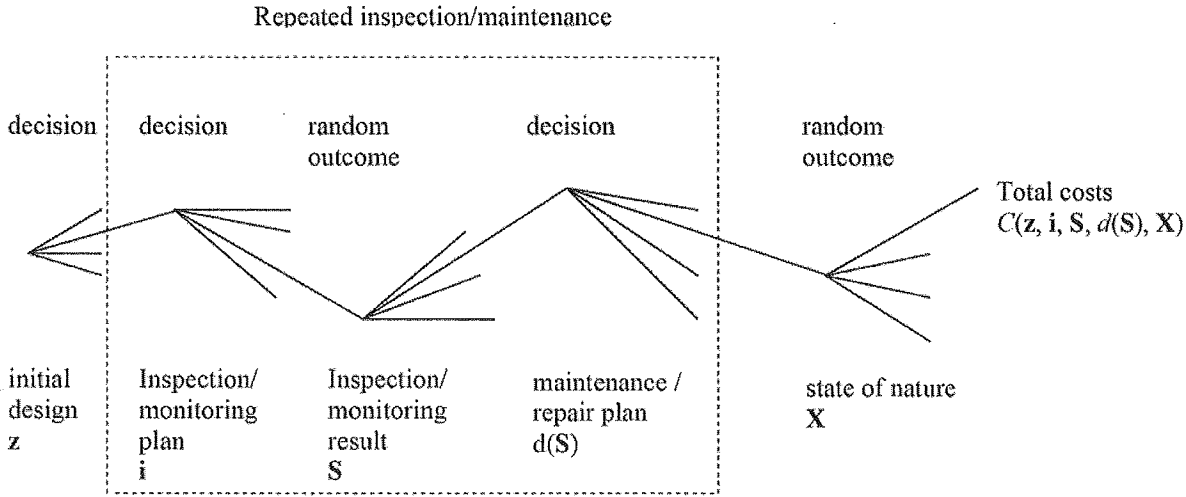 Repeated inspection/maintenance
decision
decision
random
outcome
decision
random
outcome
Total costs
C(z, i, S, d(S), X)
initial
design
z
Inspection/
monitoring
plan
i
Inspection/
monitoring
result
S
maintenance /
repair plan
d(S)
state of nature
X